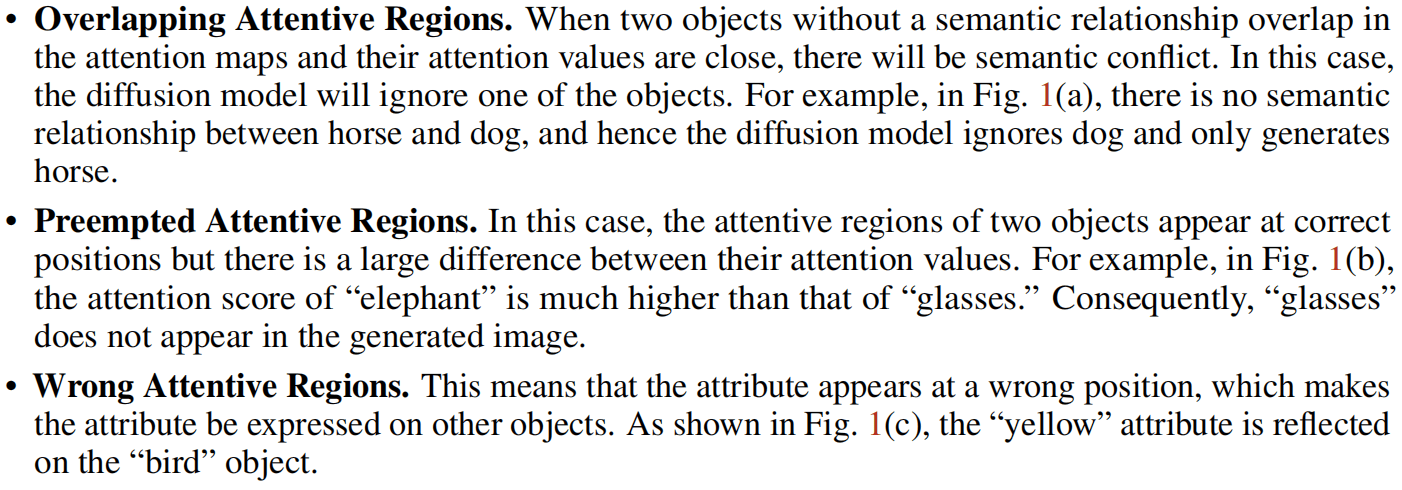 • Overlapping Attentive Regions. When two objects without a semantic relationship overlap in
the attention maps and their attention values are close, there will be semantic conflict. In this case,
the diffusion model will ignore one of the objects. For example, in Fig. 1(a), there is no semantic
relationship between horse and dog, and hence the diffusion model ignores dog and only generates
horse.
• Preempted Attentive Regions. In this case, the attentive regions of two objects appear at correct
positions but there is a large difference between their attention values. For example, in Fig. 1(b),
the attention score of “elephant” is much higher than that of “glasses.” Consequently, “glasses”
does not appear in the generated image.
• Wrong Attentive Regions. This means that the attribute appears at a wrong position, which makes
the attribute be expressed on other objects. As shown in Fig. 1(c), the “yellow” attribute is reflected
on the “bird” object.